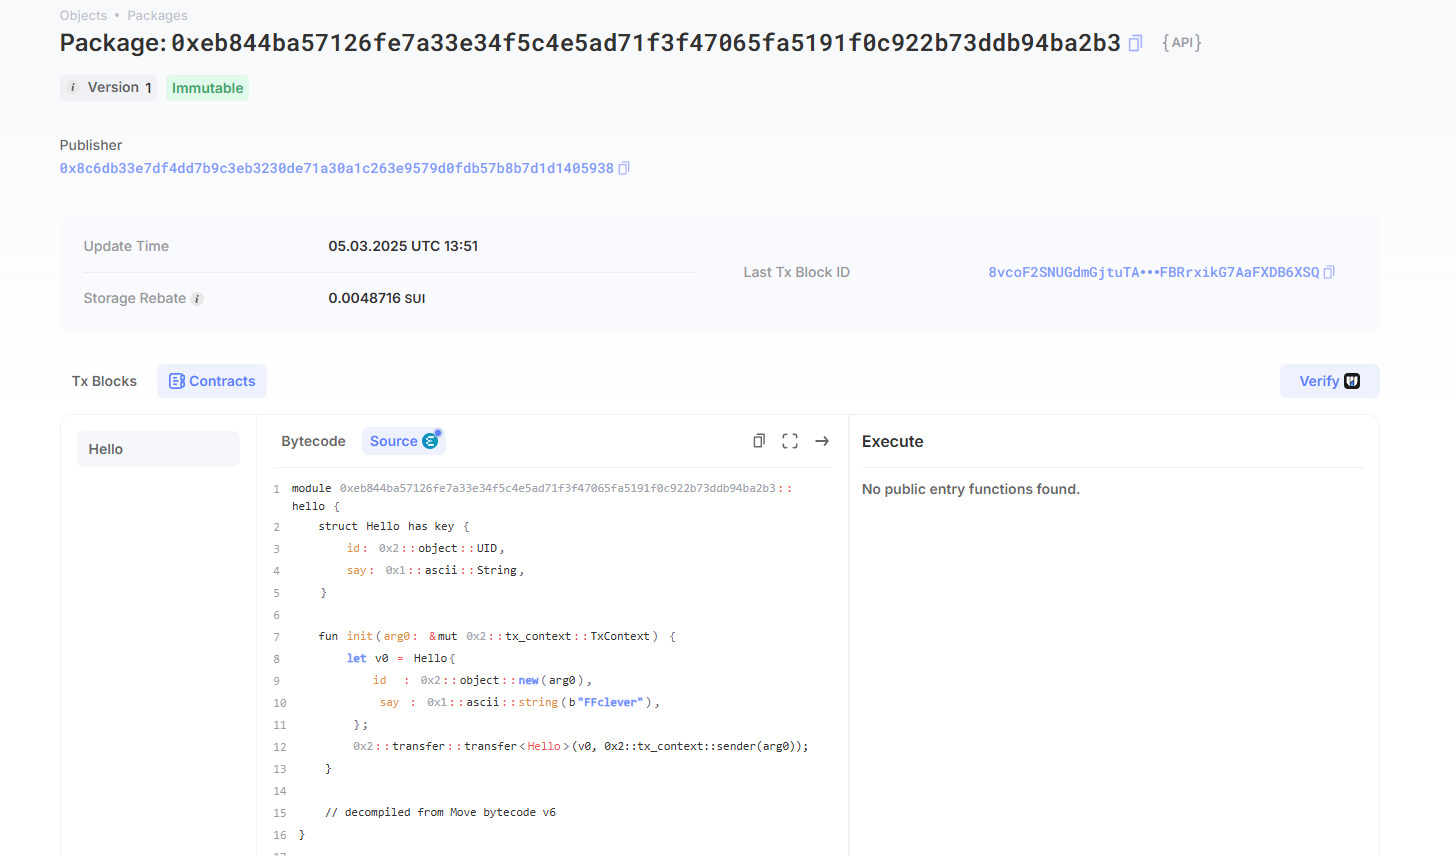 Objects • Packages
Package: 0xeb844ba57126fe7a33e34f5c4e5ad71f3f47065fa5191f0c922b73ddb94ba2b3 {API}
i Version 1 Immutable
Publisher
0x8c6db33e7df4dd7b9c3eb3230de71a30a1c263e9579d0fdb57b8b7d1d1405938
Update Time 05.03.2025 UTC 13:51
Last Tx Block ID 8vcoF2SNUGdmGjtuTA•••FBRrxikG7AaFXDB6XSQ
Storage Rebate i 0.0048716 SUI
Tx Blocks Contracts Verify
Hello
Bytecode Source
1 module 0xeb844ba57126fe7a33e34f5c4e5ad71f3f47065fa5191f0c922b73ddb94ba2b3::
hello {
2 struct Hello has key {
3 id: 0x2::object::UID,
4 say: 0x1::ascii::String,
5 }
6
7 fun init(arg0: &mut 0x2::tx_context::TxContext) {
8 let v0 = Hello{
9 id : 0x2::object::new(arg0),
10 say : 0x1::ascii::string(b"FFclever"),
11 };
12 0x2::transfer::transfer<Hello>(v0, 0x2::tx_context::sender(arg0));
13 }
14
15 // decompiled from Move bytecode v6
16 }
17
Execute
No public entry functions found.